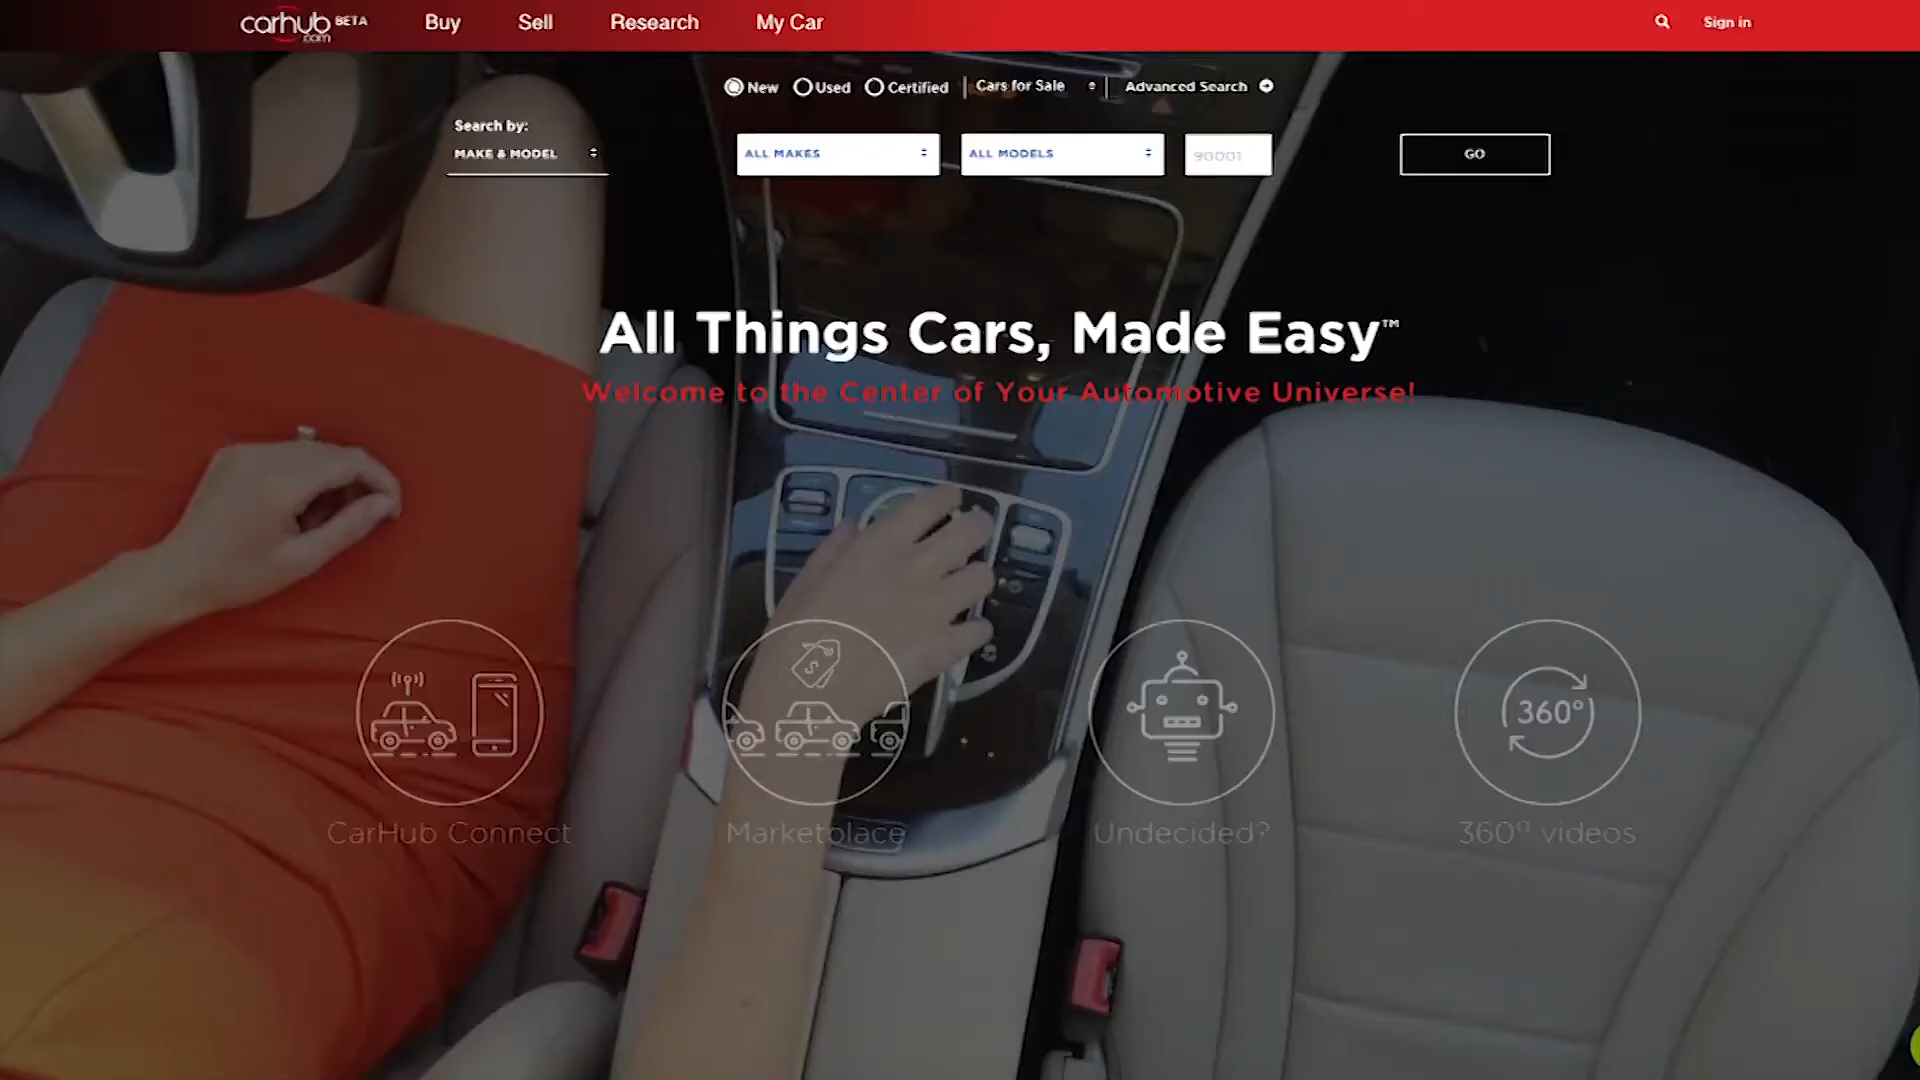 carhub BETA
.com
Buy
Sell
Research
My Car
Sign in
New
Used
Certified
Cars for Sale
Advanced Search
Search by:
MAKE & MODEL
ALL MAKES
ALL MODELS
90001
GO
All Things Cars, Made Easy™
Welcome to the Center of Your Automotive Universe!
360°
CarHub Connect
Marketplace
Undecided?
360º videos